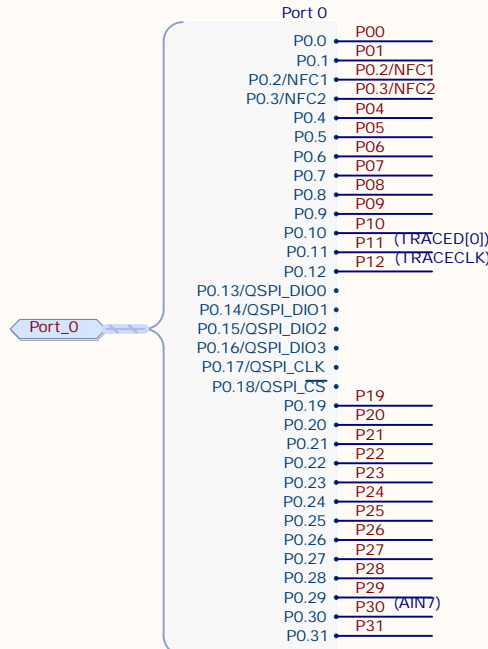 Port 0
P0.0 P00
P0.1 P01
P0.2/NFC1 P0.2/NFC1
P0.3/NFC2 P0.3/NFC2
P0.4 P04
P0.5 P05
P0.6 P06
P0.7 P07
P0.8 P08
P0.9 P09
P0.10 P10 (TRACED[0])
P0.11 P11 (TRACECLK)
P0.12 P12
P0.13/QSPI_DIO0
P0.14/QSPI_DIO1
Port_0 P0.15/QSPI_DIO2
P0.16/QSPI_DIO3
P0.17/QSPI_CLK
P0.18/QSPI_CS
P0.19 P19
P0.20 P20
P0.21 P21
P0.22 P22
P0.23 P23
P0.24 P24
P0.25 P25
P0.26 P26
P0.27 P27
P0.28 P28
P0.29 P29 (AIN7)
P0.30 P30
P0.31 P31